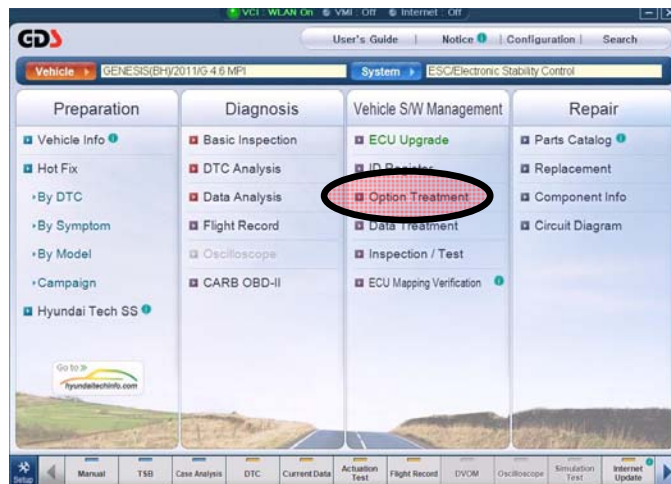 VCI : WLAN On VMI : Off Internet : Off
GDS
User's Guide | Notice | Configuration | Search
Vehicle GENESIS(BH)/2011/G 4.6 MPI System ESC/Electronic Stability Control
Preparation
Vehicle Info
Hot Fix
By DTC
By Symptom
By Model
Campaign
Hyundai Tech SS
Go to
hyundaitechinfo.com
Diagnosis
Basic Inspection
DTC Analysis
Data Analysis
Flight Record
Oscilloscope
CARB OBD-II
Vehicle S/W Management
ECU Upgrade
ID Register
Option Treatment
Data Treatment
Inspection / Test
ECU Mapping Verification
Repair
Parts Catalog
Replacement
Component Info
Circuit Diagram
Setup Manual TSB Case Analysis DTC Current Data Actuation Test Flight Record DVOM Oscilloscope Simulation Test Internet Update